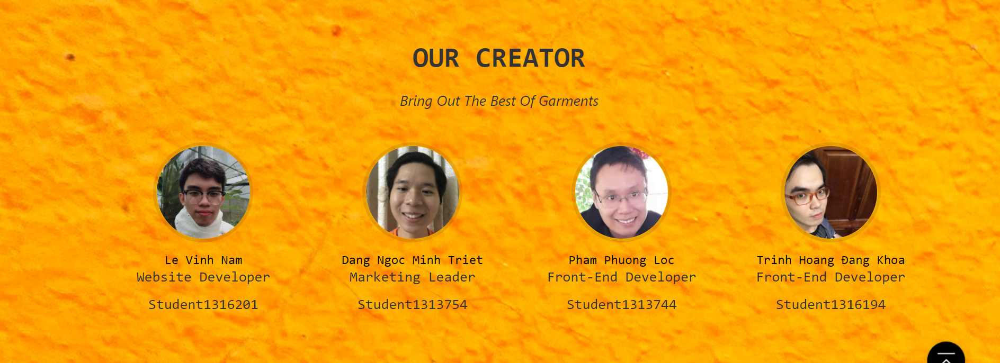 OUR CREATOR
Bring Out The Best Of Garments
Le Vinh Nam
Website Developer
Student1316201
Dang Ngoc Minh Triet
Marketing Leader
Student1313754
Pham Phuong Loc
Front-End Developer
Student1313744
Trinh Hoang Đang Khoa
Front-End Developer
Student1316194